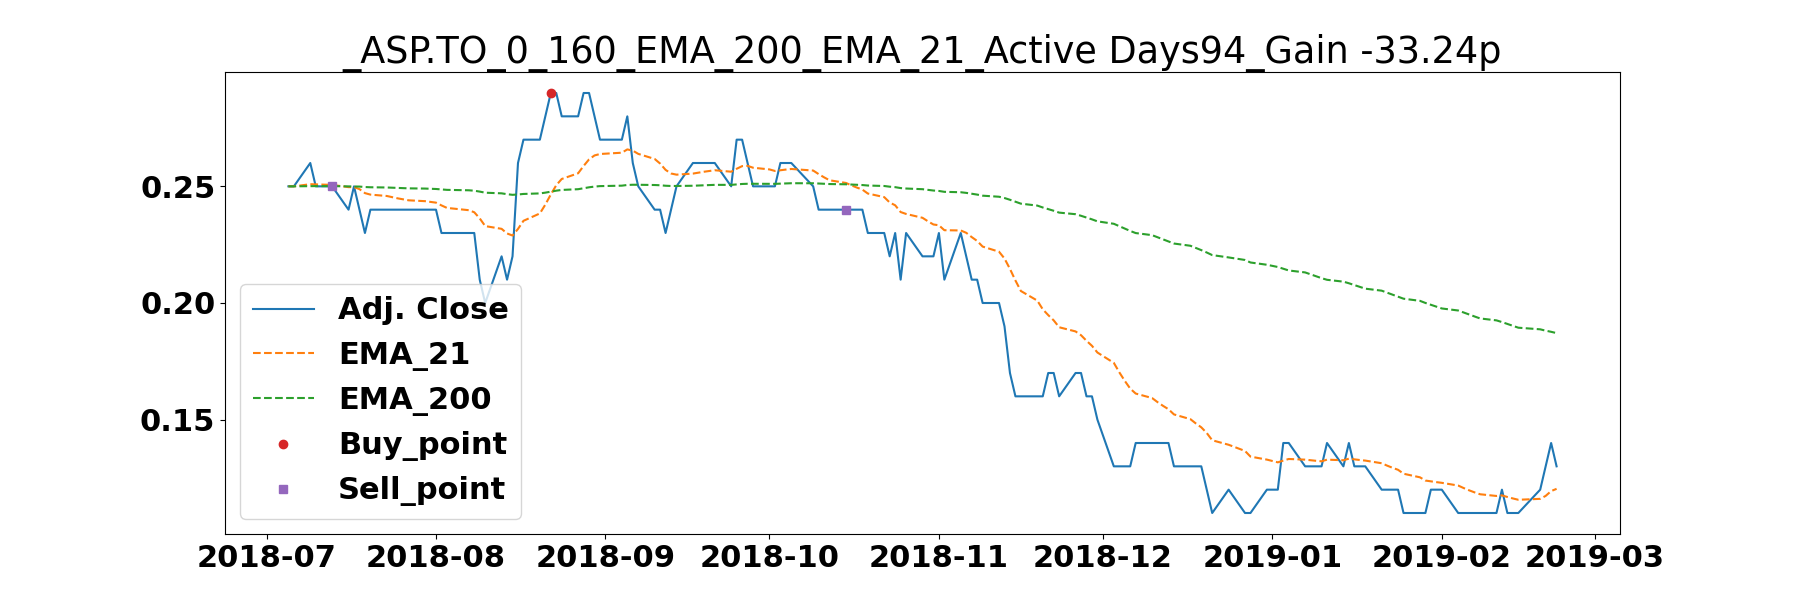 _ASP.TO_0_160_EMA_200_EMA_21_Active Days94_Gain -33.24p
0.25
0.20
0.15
Adj. Close
EMA_21
EMA_200
Buy_point
Sell_point
2018-07 2018-08 2018-09 2018-10 2018-11 2018-12 2019-01 2019-02 2019-03